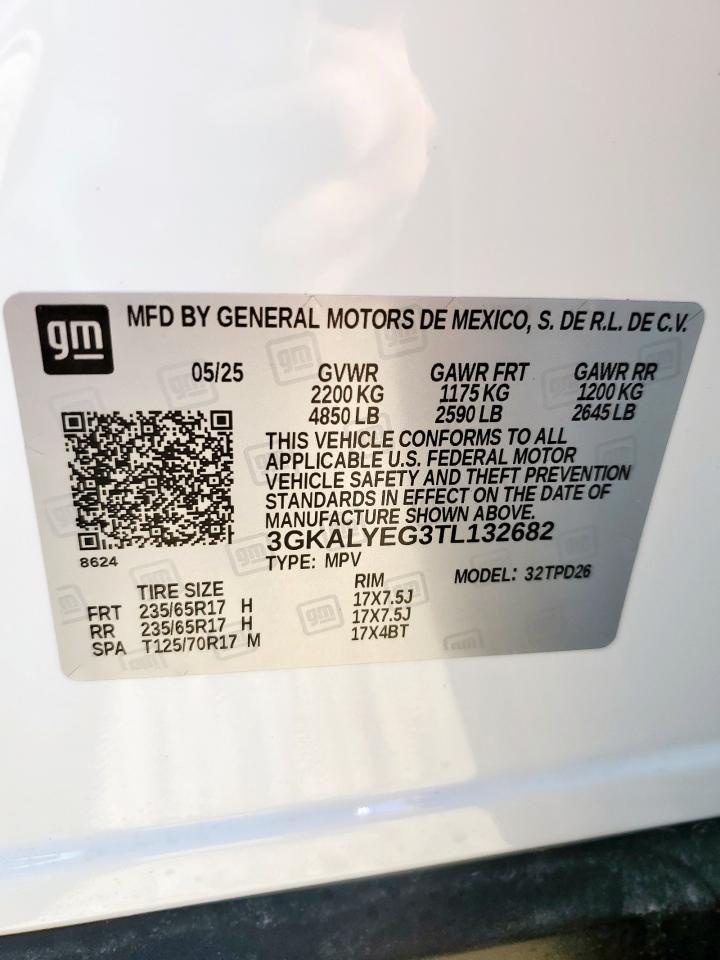 gm MFD BY GENERAL MOTORS DE MEXICO, S. DE R.L. DE C.V.
05/25 GVWR GAWR FRT GAWR RR
2200 KG 1175 KG 1200 KG
4850 LB 2590 LB 2645 LB
THIS VEHICLE CONFORMS TO ALL
APPLICABLE U.S. FEDERAL MOTOR
VEHICLE SAFETY AND THEFT PREVENTION
STANDARDS IN EFFECT ON THE DATE OF
MANUFACTURE SHOWN ABOVE.
3GKALYEG3TL132682
8624 TYPE: MPV MODEL: 32TPD26
TIRE SIZE RIM
FRT 235/65R17 H 17X7.5J
RR 235/65R17 H 17X7.5J
SPA T125/70R17 M 17X4BT